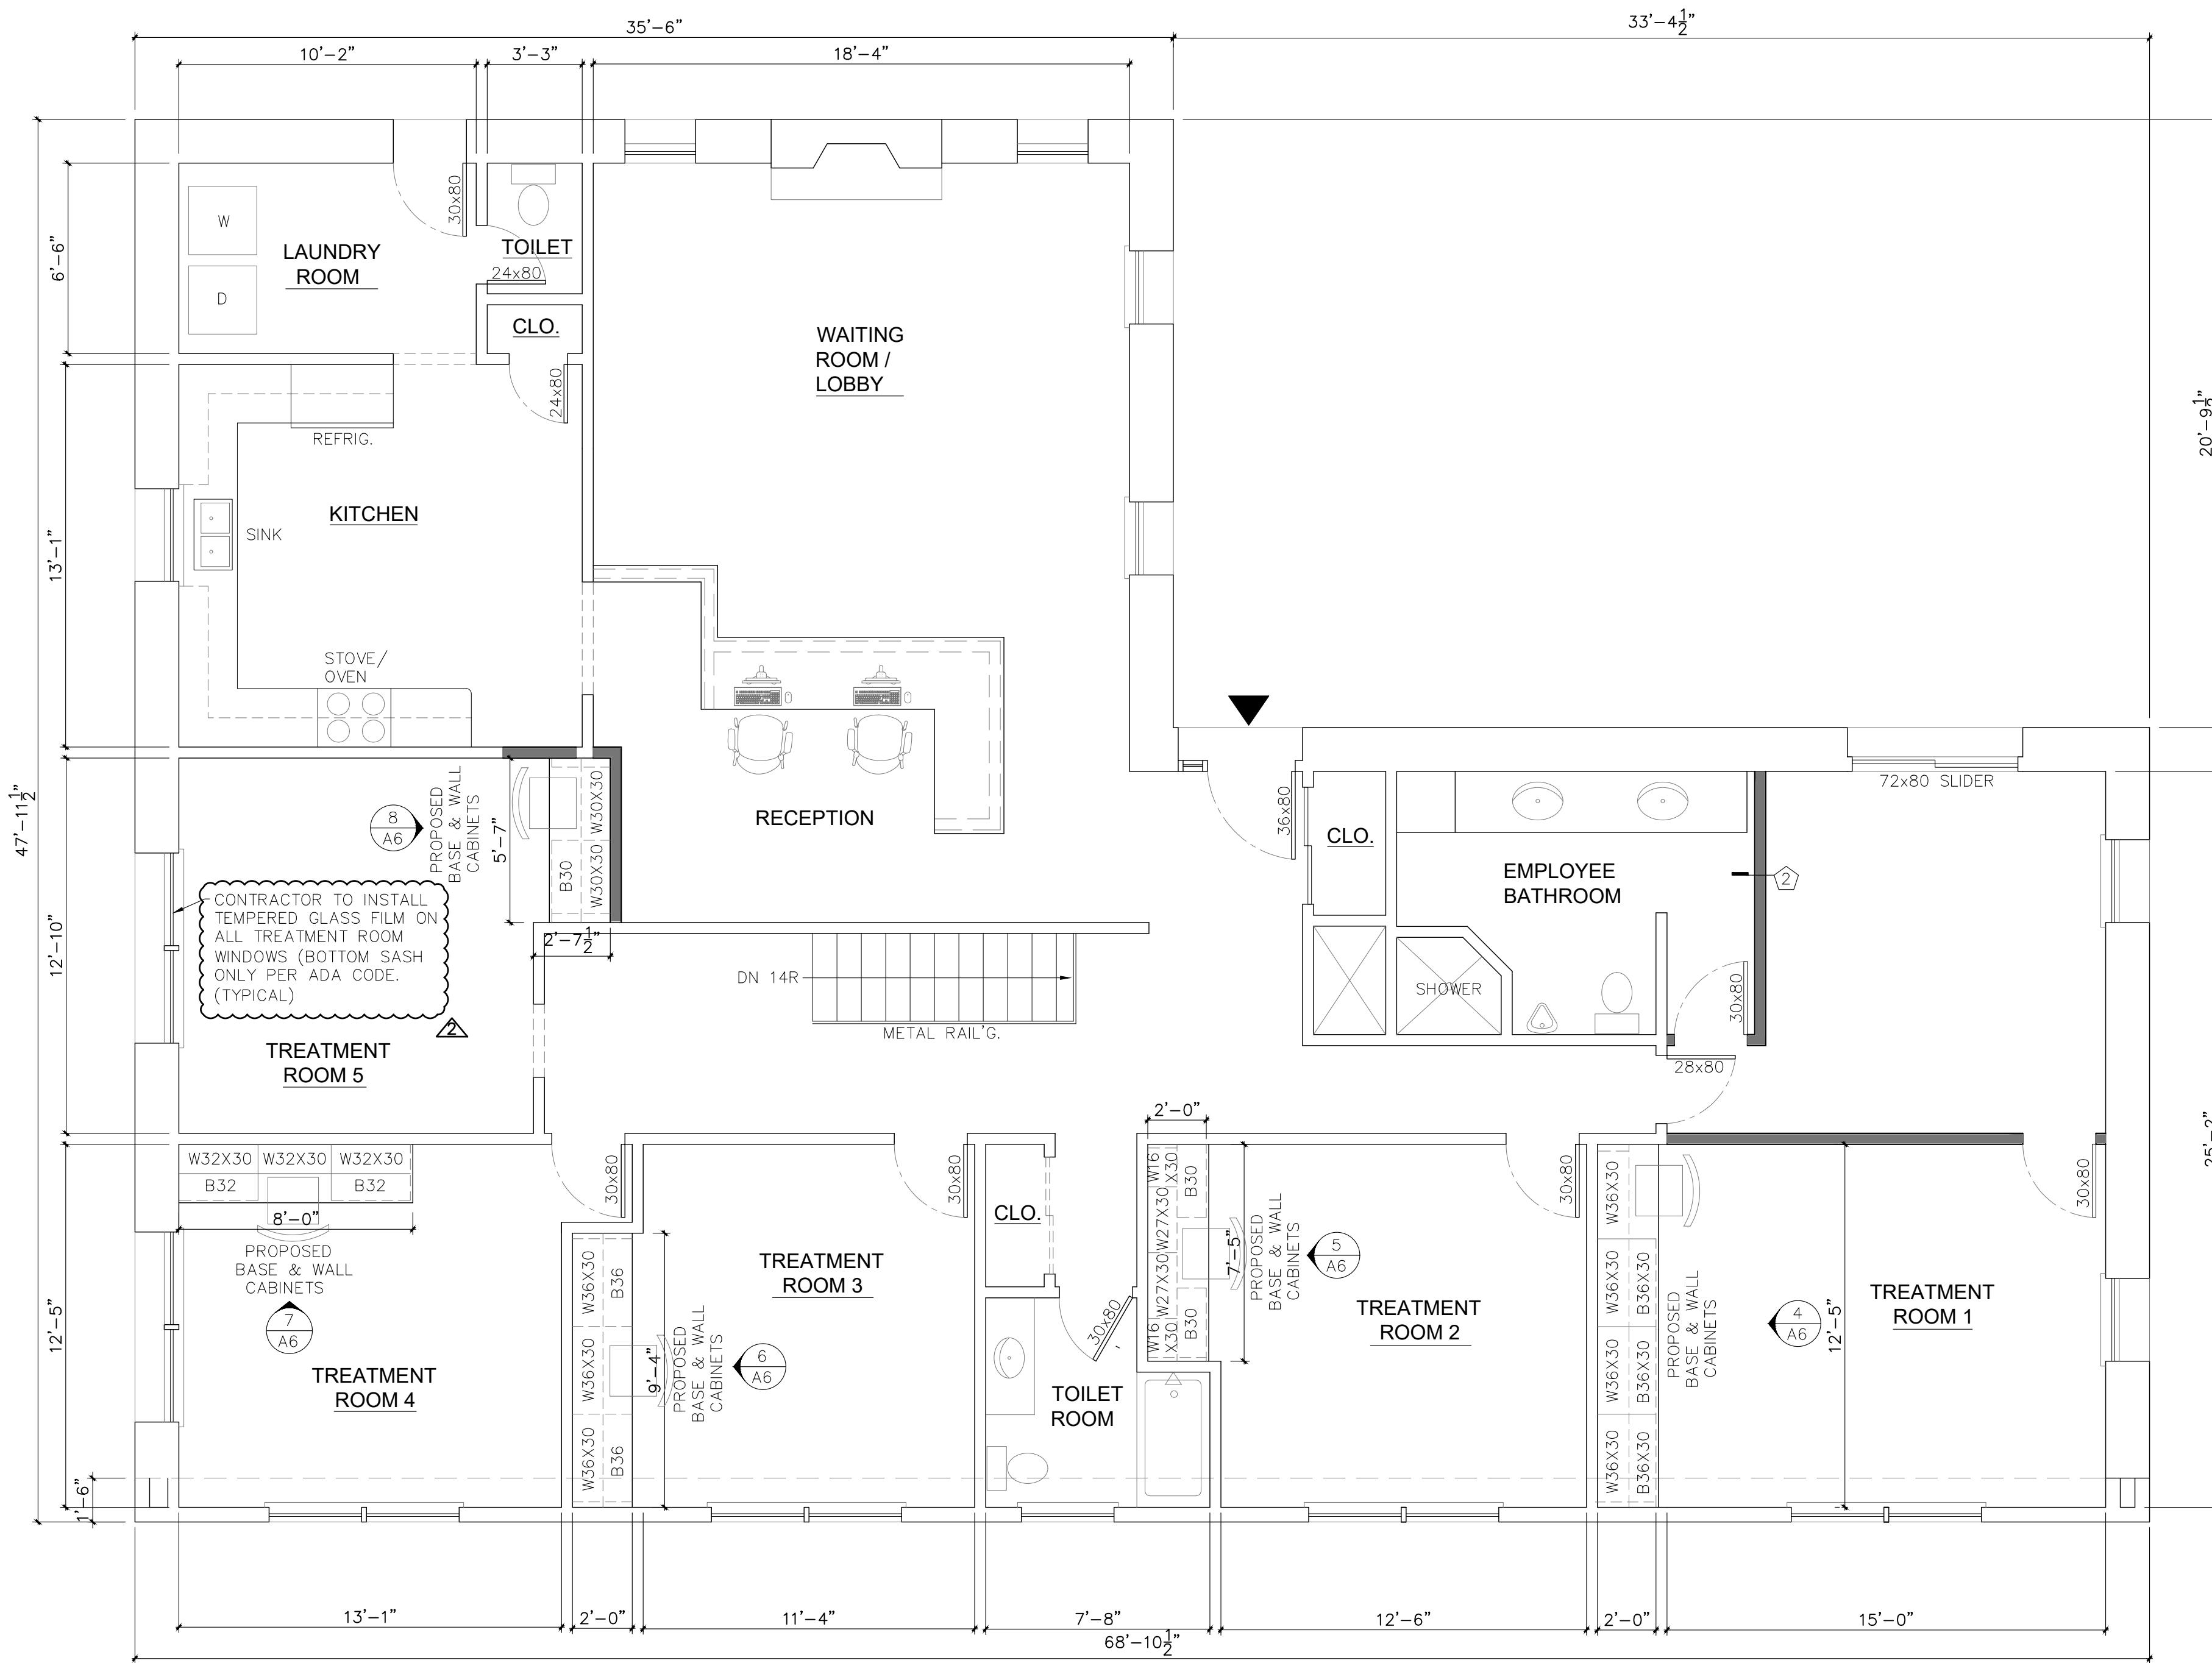 35'-6"
33'-4½"
10'-2"
3'-3"
18'-4"
30x80
W
LAUNDRY
ROOM
D
TOILET
24x80
6'-6"
CLO.
24x80
WAITING
ROOM /
LOBBY
20'-9½"
REFRIG.
KITCHEN
SINK
13'-1"
STOVE/
OVEN
47'-11½"
8
A6
PROPOSED
BASE & WALL
CABINETS
5'-7"
W30X30
B30
W30X30
RECEPTION
36x80
CLO.
72x80 SLIDER
EMPLOYEE
BATHROOM
2
CONTRACTOR TO INSTALL
TEMPERED GLASS FILM ON
ALL TREATMENT ROOM
WINDOWS (BOTTOM SASH
ONLY PER ADA CODE.
(TYPICAL)
2
12'-10"
2'-7½"
DN 14R
METAL RAIL'G.
SHOWER
30x80
28x80
TREATMENT
ROOM 5
25'-2"
2'-0"
W32X30
W32X30
W32X30
B32
B32
8'-0"
PROPOSED
BASE & WALL
CABINETS
7
A6
30x80
TREATMENT
ROOM 4
12'-5"
1'-6"
W36X30
B36
W36X30
W36X30
B36
9'-4"
PROPOSED
BASE & WALL
CABINETS
6
A6
30x80
TREATMENT
ROOM 3
CLO.
30x80
TOILET
ROOM
W16
X30
B30
W27X30
W27X30
W16
X30
B30
7'-5"
PROPOSED
BASE & WALL
CABINETS
5
A6
30x80
TREATMENT
ROOM 2
W36X30
W36X30
B36X30
W36X30
B36X30
W36X30
B36X30
PROPOSED
BASE & WALL
CABINETS
4
A6
12'-5"
30x80
TREATMENT
ROOM 1
13'-1"
2'-0"
11'-4"
7'-8"
12'-6"
2'-0"
15'-0"
68'-10½"